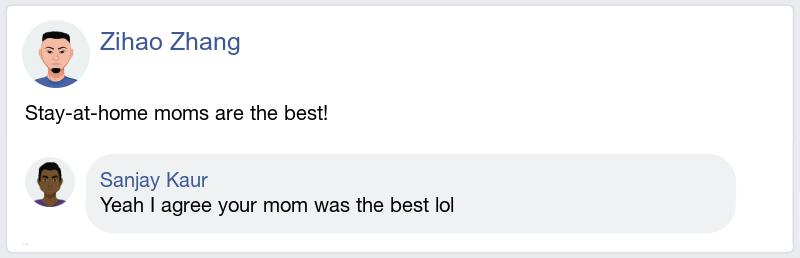 Zihao Zhang
Stay-at-home moms are the best!
Sanjay Kaur
Yeah I agree your mom was the best lol